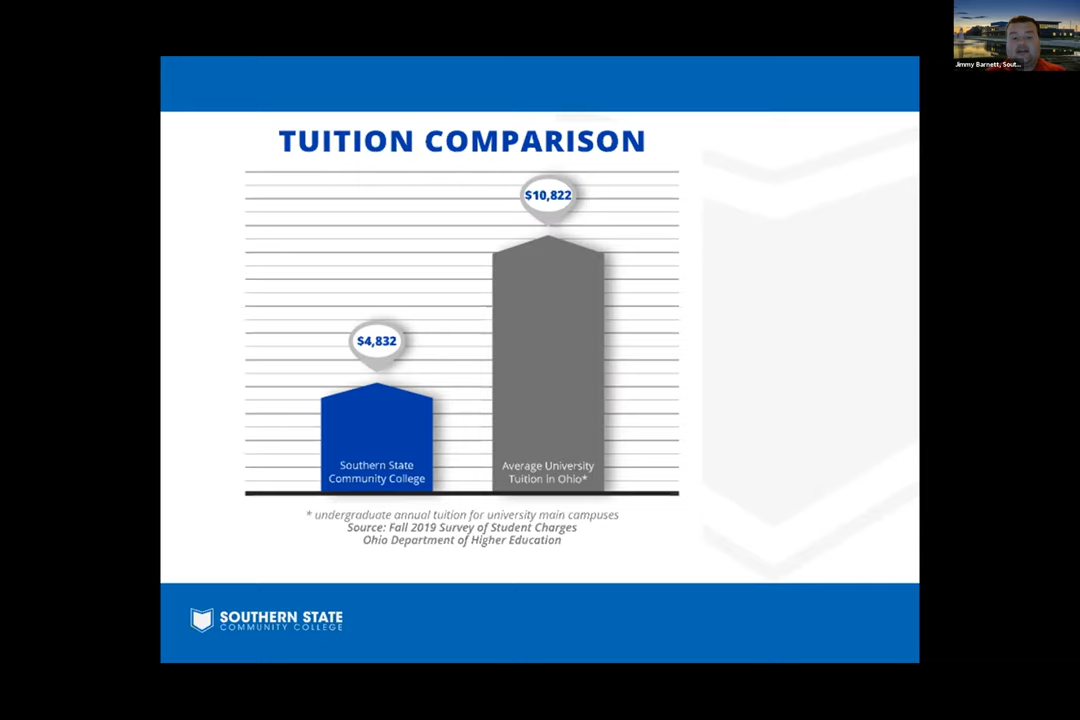 Jimmy Barnett, Sout...
TUITION COMPARISON
$10,822
$4,832
Southern State
Community College
Average University
Tuition in Ohio*
* undergraduate annual tuition for university main campuses
Source: Fall 2019 Survey of Student Charges
Ohio Department of Higher Education
SOUTHERN STATE
COMMUNITY COLLEGE